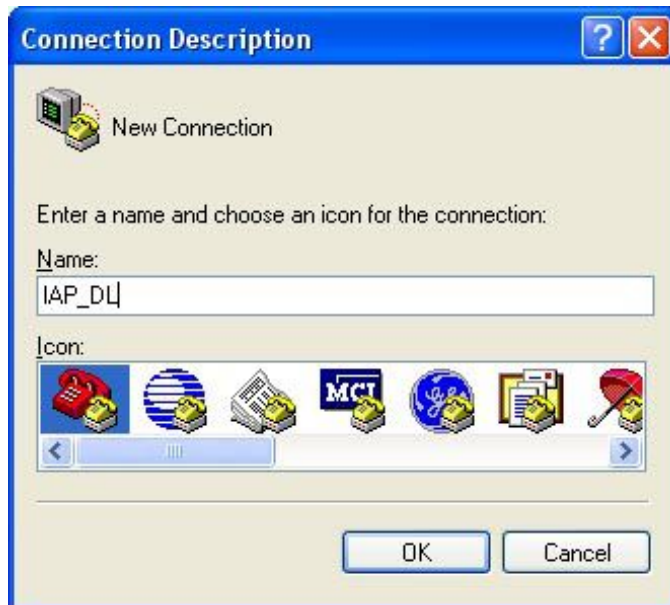 Connection Description
New Connection
Enter a name and choose an icon for the connection:
Name:
IAP_DL
Icon:
MCI
OK
Cancel